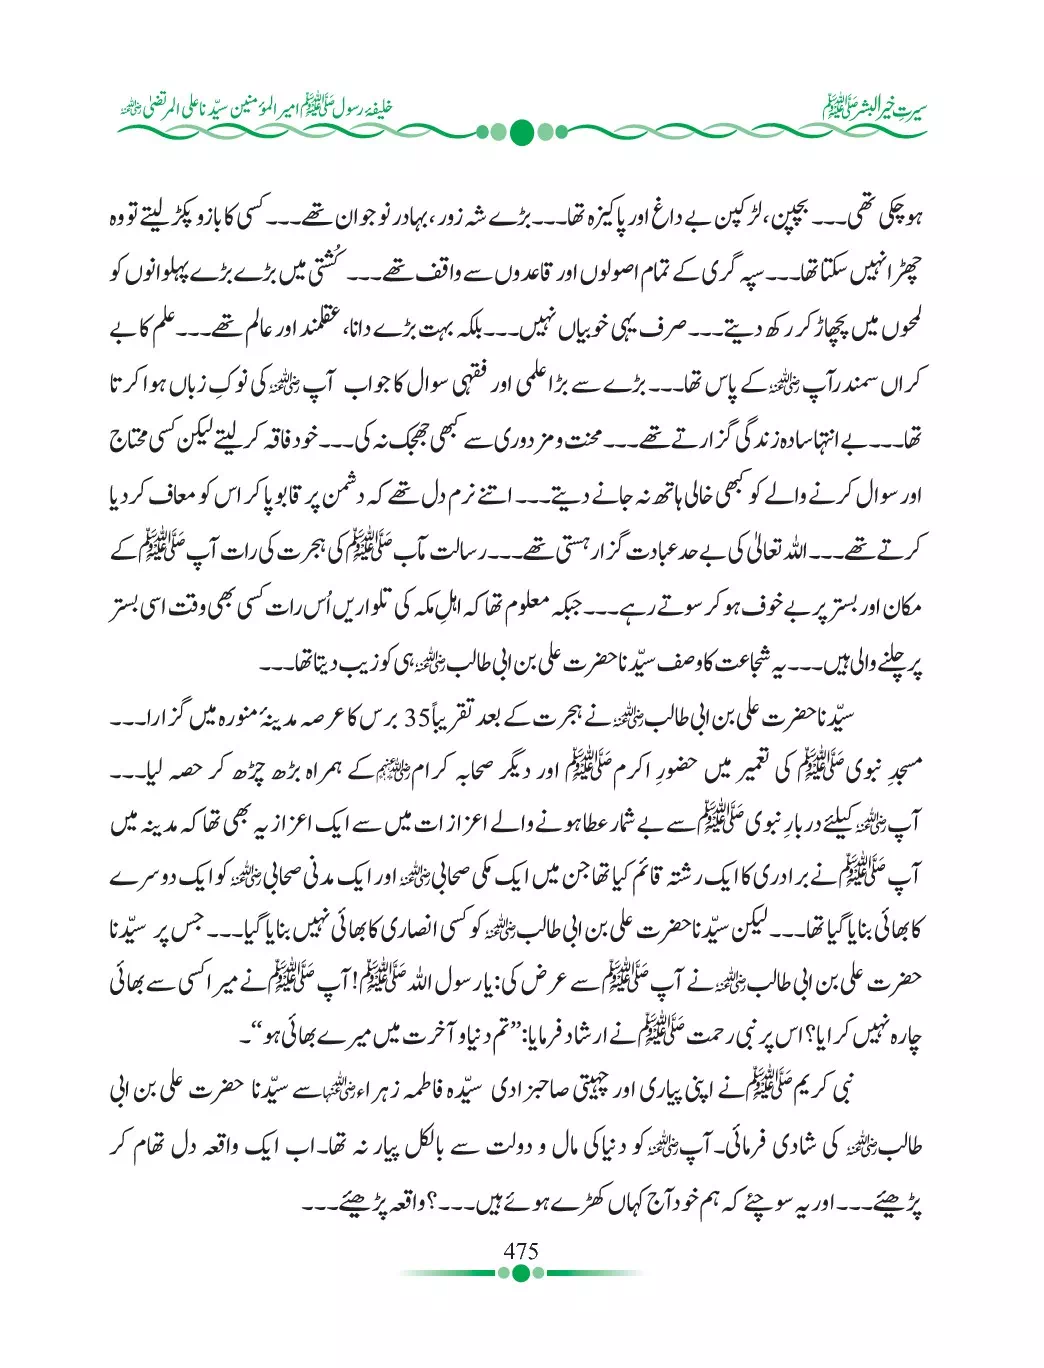 سیرتِ خیر البشر ﷺ
خلیفۂ رسول ﷺ امیر المؤمنین سیّدنا علی المرتضیٰ رضی اللہ عنہ
ہوچکی تھی۔۔۔ بچپن، لڑکپن بے داغ اور پاکیزہ تھا۔۔۔ بڑے شہ زور، بہادر نوجوان تھے۔۔۔ کسی کا بازو پکڑ لیتے تو وہ
چھڑا نہیں سکتا تھا۔۔۔ سپہ گری کے تمام اصولوں اور قاعدوں سے واقف تھے۔۔۔ کُشتی میں بڑے بڑے پہلوانوں کو
لمحوں میں پچھاڑ کر رکھ دیتے۔۔۔ صرف یہی خوبیاں نہیں۔۔۔ بلکہ بہت بڑے دانا، عقلمند اور عالم تھے۔۔۔ علم کا بے
کراں سمندر آپ رضی اللہ عنہ کے پاس تھا۔۔۔ بڑے سے بڑا علمی اور فقہی سوال کا جواب آپ رضی اللہ عنہ کی نوکِ زباں ہوا کرتا
تھا۔۔۔ بے انتہا سادہ زندگی گزارتے تھے۔۔۔ محنت و مزدوری سے کبھی جھجک نہ کی۔۔۔ خود فاقہ کر لیتے لیکن کسی محتاج
اور سوال کرنے والے کو کبھی خالی ہاتھ نہ جانے دیتے۔۔۔ اتنے نرم دل تھے کہ دشمن پر قابو پا کر اس کو معاف کر دیا
کرتے تھے۔۔۔ اللہ تعالیٰ کی بے حد عبادت گزار ہستی تھے۔۔۔ رسالت مآب ﷺ کی ہجرت کی رات آپ ﷺ کے
مکان اور بستر پر بے خوف ہو کر سوتے رہے۔۔۔ جبکہ معلوم تھا کہ اہلِ مکہ کی تلواریں اُس رات کسی بھی وقت اسی بستر
پر چلنے والی ہیں۔۔۔ یہ شجاعت کا وصف سیّدنا حضرت علی بن ابی طالب رضی اللہ عنہ ہی کو زیب دیتا تھا۔۔۔
سیّدنا حضرت علی بن ابی طالب رضی اللہ عنہ نے ہجرت کے بعد تقریباً 35 برس کا عرصہ مدینۂ منورہ میں گزارا۔۔۔
مسجدِ نبوی ﷺ کی تعمیر میں حضورِ اکرم ﷺ اور دیگر صحابہ کرام رضی اللہ عنہم کے ہمراہ بڑھ چڑھ کر حصہ لیا۔۔۔
آپ رضی اللہ عنہ کیلئے دربارِ نبوی ﷺ سے بے شمار عطا ہونے والے اعزازات میں سے ایک اعزاز یہ بھی تھا کہ مدینہ میں
آپ ﷺ نے برادری کا ایک رشتہ قائم کیا تھا جن میں ایک مکی صحابی رضی اللہ عنہ اور ایک مدنی صحابی رضی اللہ عنہ کو ایک دوسرے
کا بھائی بنایا گیا تھا۔۔۔ لیکن سیّدنا حضرت علی بن ابی طالب رضی اللہ عنہ کو کسی انصاری کا بھائی نہیں بنایا گیا۔۔۔ جس پر سیّدنا
حضرت علی بن ابی طالب رضی اللہ عنہ نے آپ ﷺ سے عرض کی: یا رسول اللہ ﷺ! آپ ﷺ نے میرا کسی سے بھائی
چارہ نہیں کرایا؟ اس پر نبی رحمت ﷺ نے ارشاد فرمایا: ”تم دنیا و آخرت میں میرے بھائی ہو“۔
نبی کریم ﷺ نے اپنی پیاری اور چہیتی صاحبزادی سیّدہ فاطمہ زہراء رضی اللہ عنہا سے سیّدنا حضرت علی بن ابی
طالب رضی اللہ عنہ کی شادی فرمائی۔ آپ رضی اللہ عنہ کو دنیا کی مال و دولت سے بالکل پیار نہ تھا۔ اب ایک واقعہ دل تھام کر
پڑھیئے۔۔۔ اور یہ سوچئے کہ ہم خود آج کہاں کھڑے ہوئے ہیں۔۔۔؟ واقعہ پڑھیئے۔۔۔
475